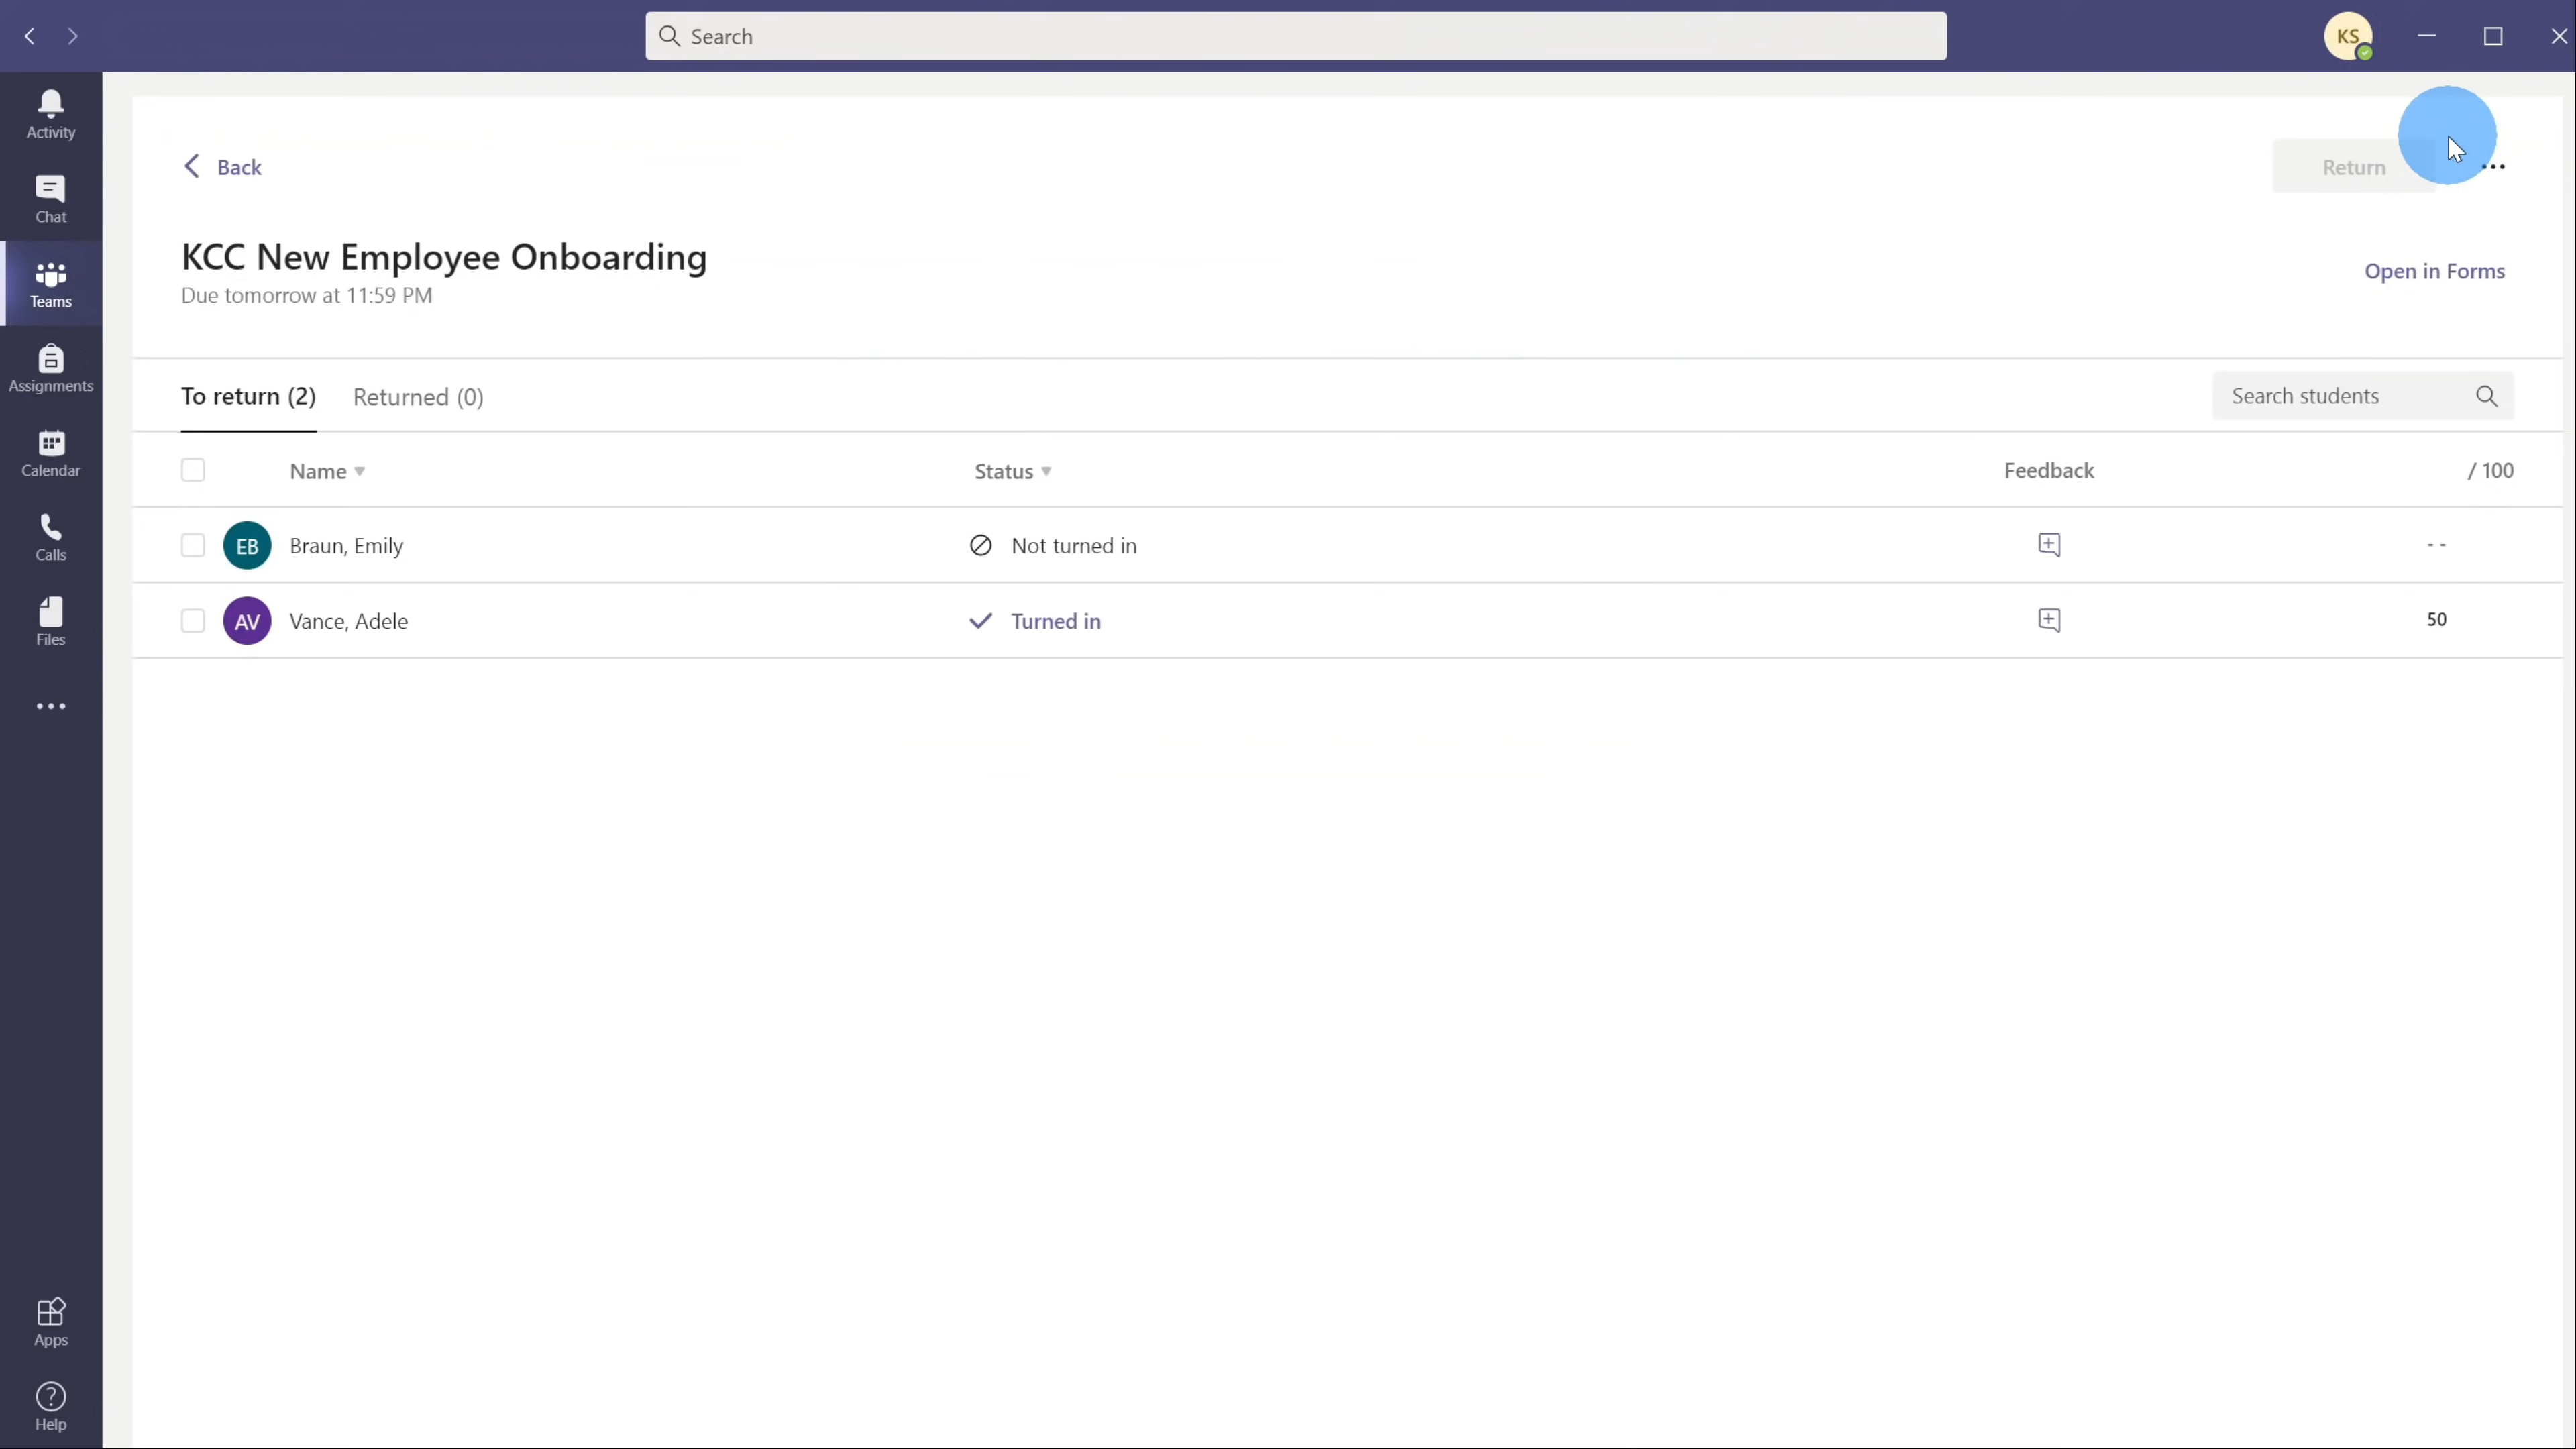 Search
KS
Activity
Chat
Teams
Assignments
Calendar
Calls
Files
Apps
Help
Back
Return
KCC New Employee Onboarding
Due tomorrow at 11:59 PM
Open in Forms
To return (2) Returned (0) Search students
Name Status Feedback / 100
EB Braun, Emily Not turned in - -
AV Vance, Adele Turned in 50